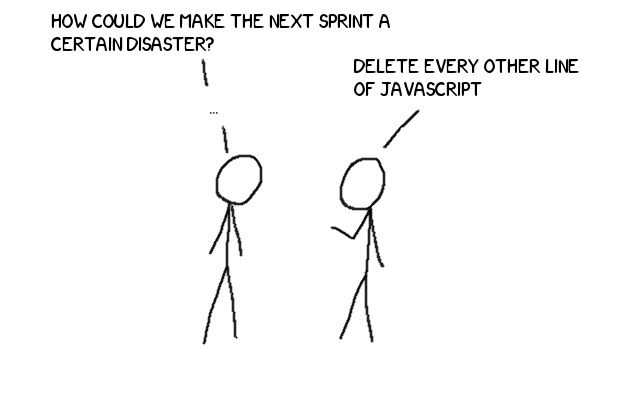 HOW COULD WE MAKE THE NEXT SPRINT A
CERTAIN DISASTER?
DELETE EVERY OTHER LINE
OF JAVASCRIPT
...